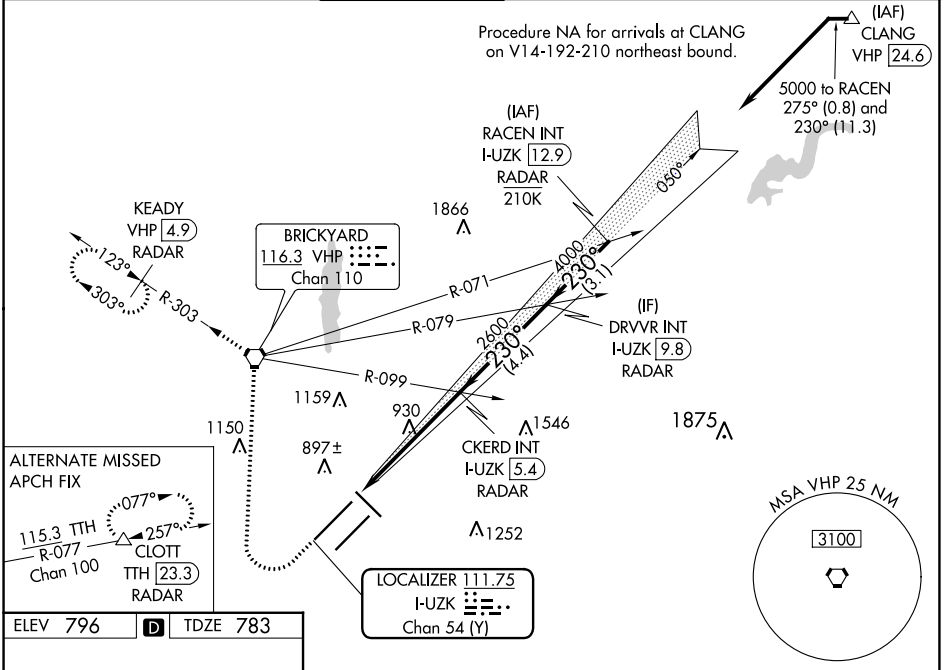 Procedure NA for arrivals at CLANG
on V14-192-210 northeast bound.
(IAF)
CLANG
VHP 24.6
5000 to RACEN
275° (0.8) and
230° (11.3)
(IAF)
RACEN INT
I-UZK 12.9
RADAR
210K
050°
KEADY
VHP 4.9
RADAR
1866
BRICKYARD
116.3 VHP
Chan 110
123°
303°
R-303
R-071
R-079
R-099
4000
230°
(3.1)
(IF)
DRVVR INT
I-UZK 9.8
RADAR
2600
230°
(4.4)
1159
930
1150
897±
1546
1875
CKERD INT
I-UZK 5.4
RADAR
1252
ALTERNATE MISSED
APCH FIX
077°
257°
115.3 TTH
R-077
Chan 100
CLOTT
TTH 23.3
RADAR
LOCALIZER 111.75
I-UZK
Chan 54 (Y)
MSA VHP 25 NM
3100
ELEV 796 D TDZE 783